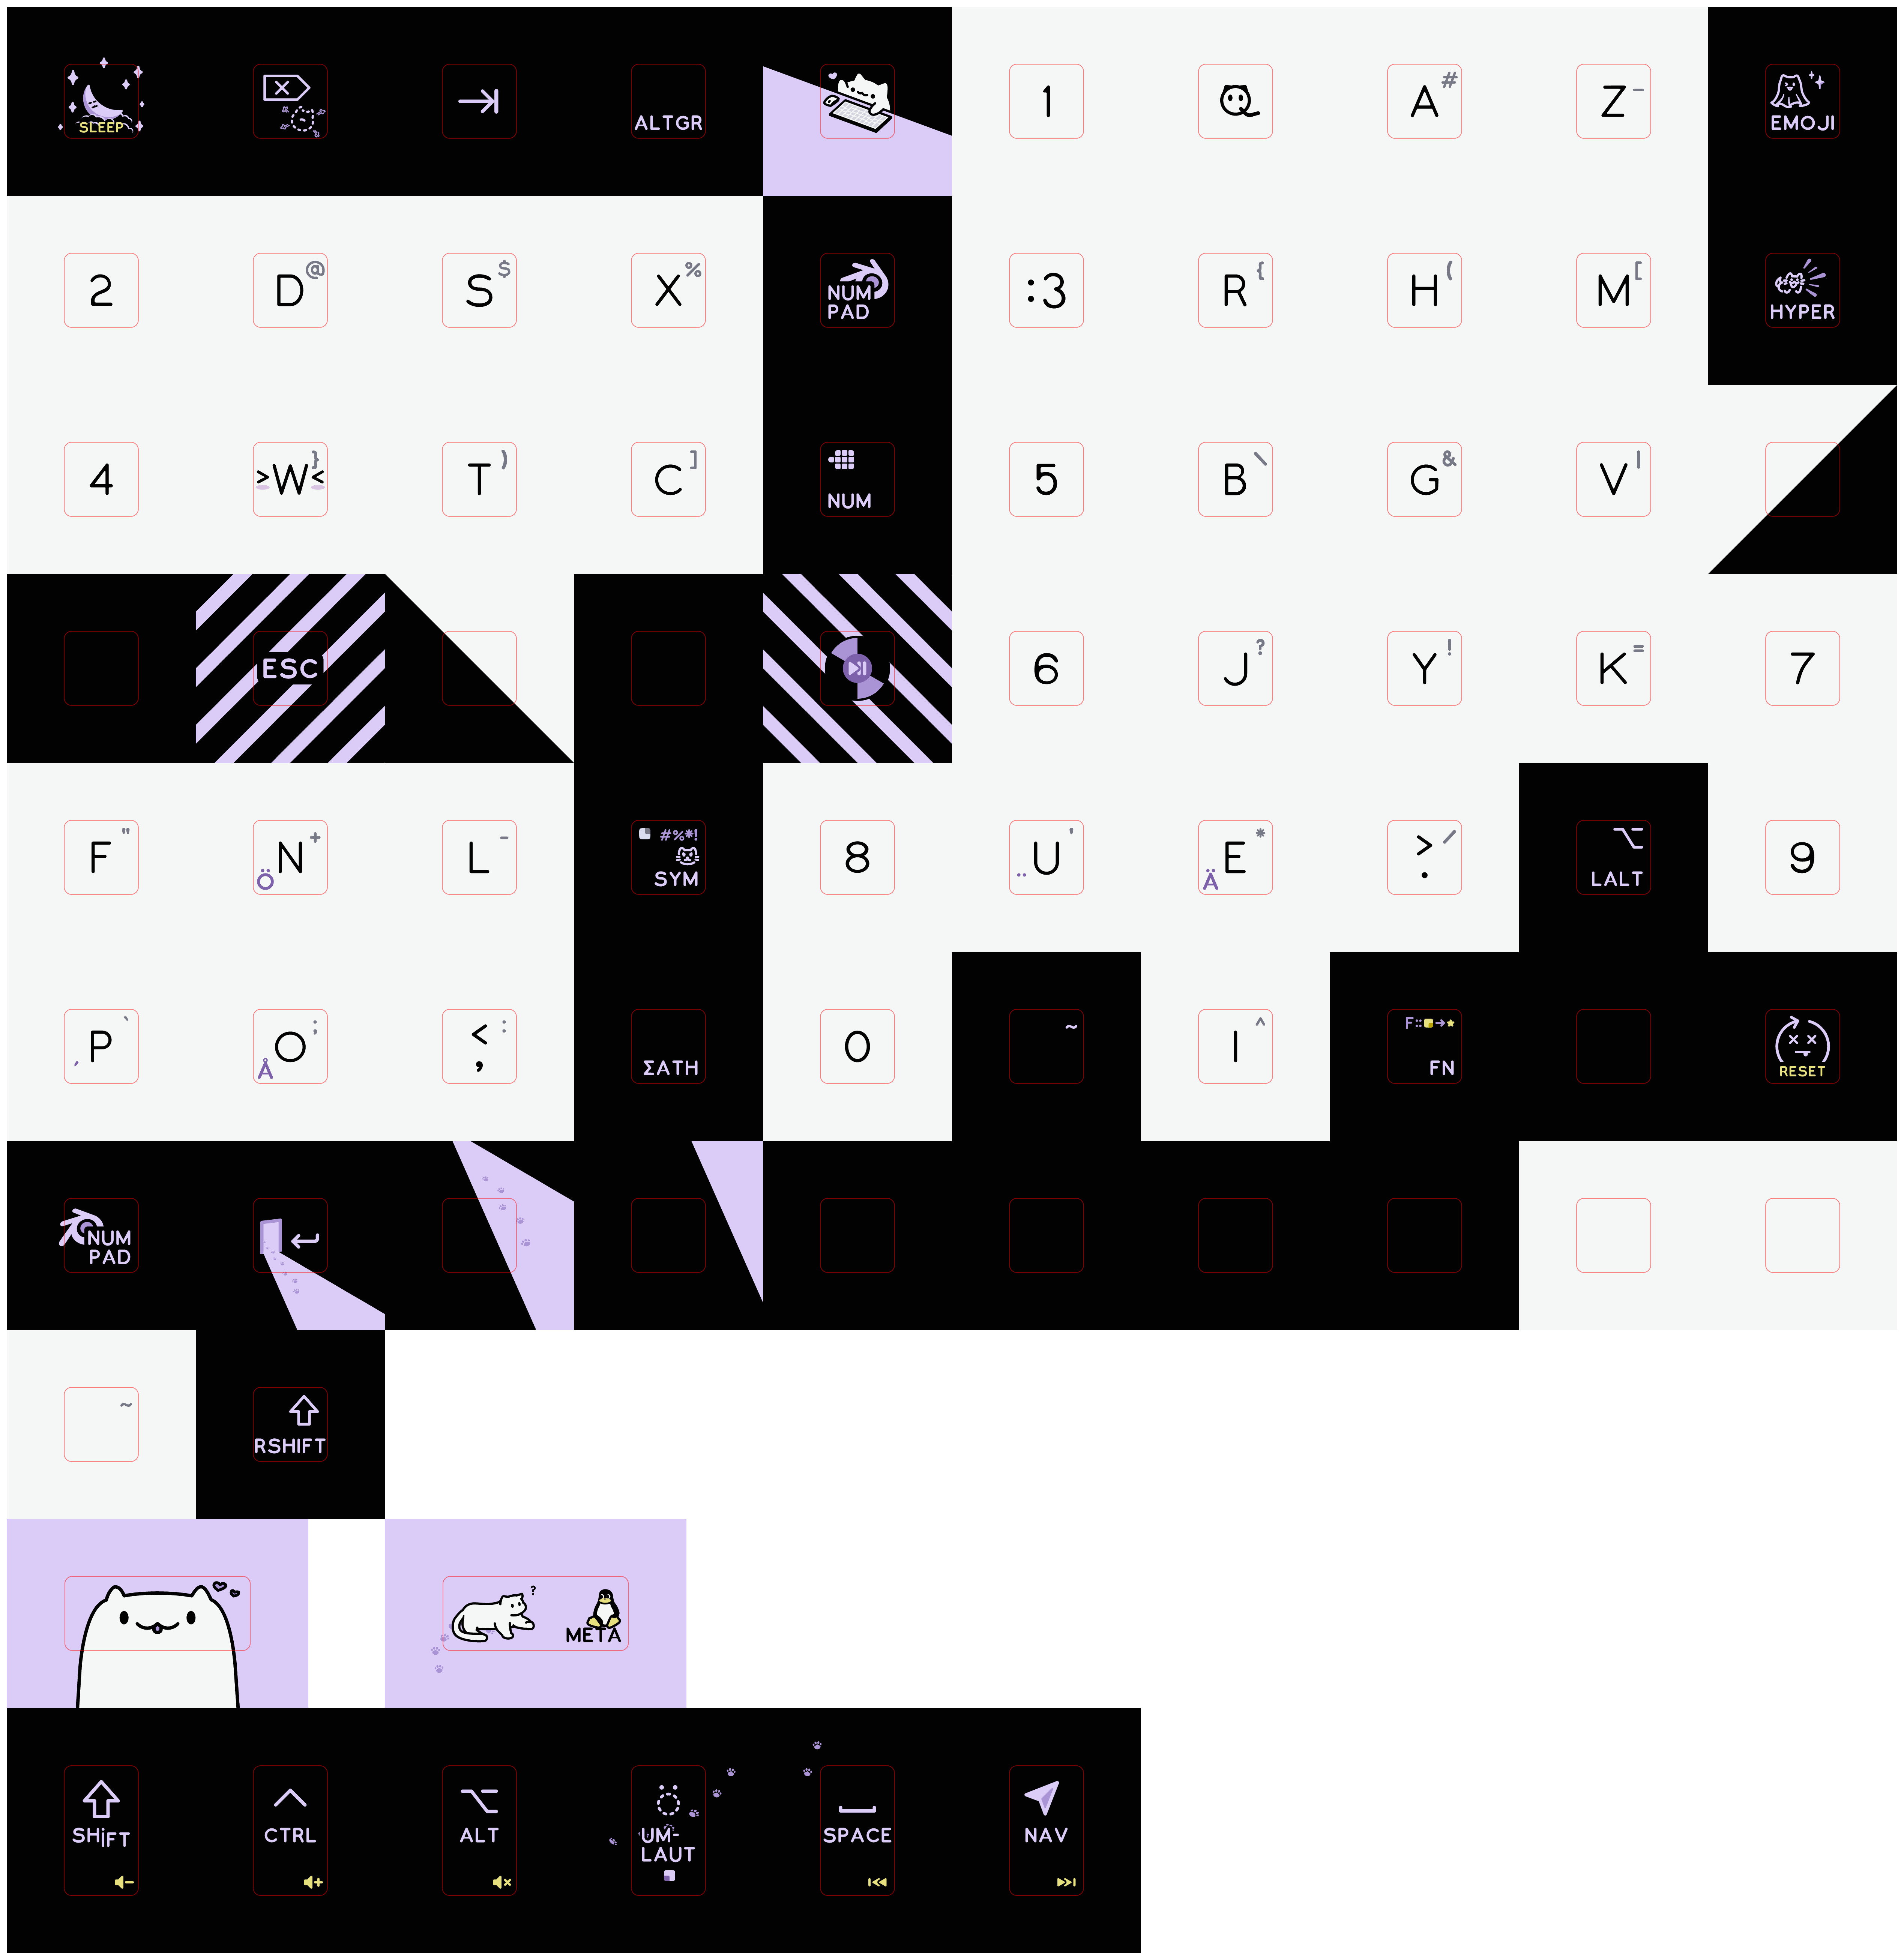 SLEEP
ALTGR
1
Q
A #
Z _
EMOJI
2
D @
S $
X %
NUM
PAD
:3
R {
H (
M [
HYPER
4
>W< }
T )
C ]
NUM
5
B \
G &
V |
ESC
6
J ?
Y !
K =
7
F "
N + Ö
L -
#%*!
SYM
8
U ' ¨
E * Ä
> /
.
LALT
9
P ` ´
O ; Å
< :
,
ΣATH
0
~
I ^
F::→★
FN
RESET
NUM
PAD
~
RSHIFT
?
META
SHiFT
CTRL
ALT
UM-
LAUT
SPACE
NAV